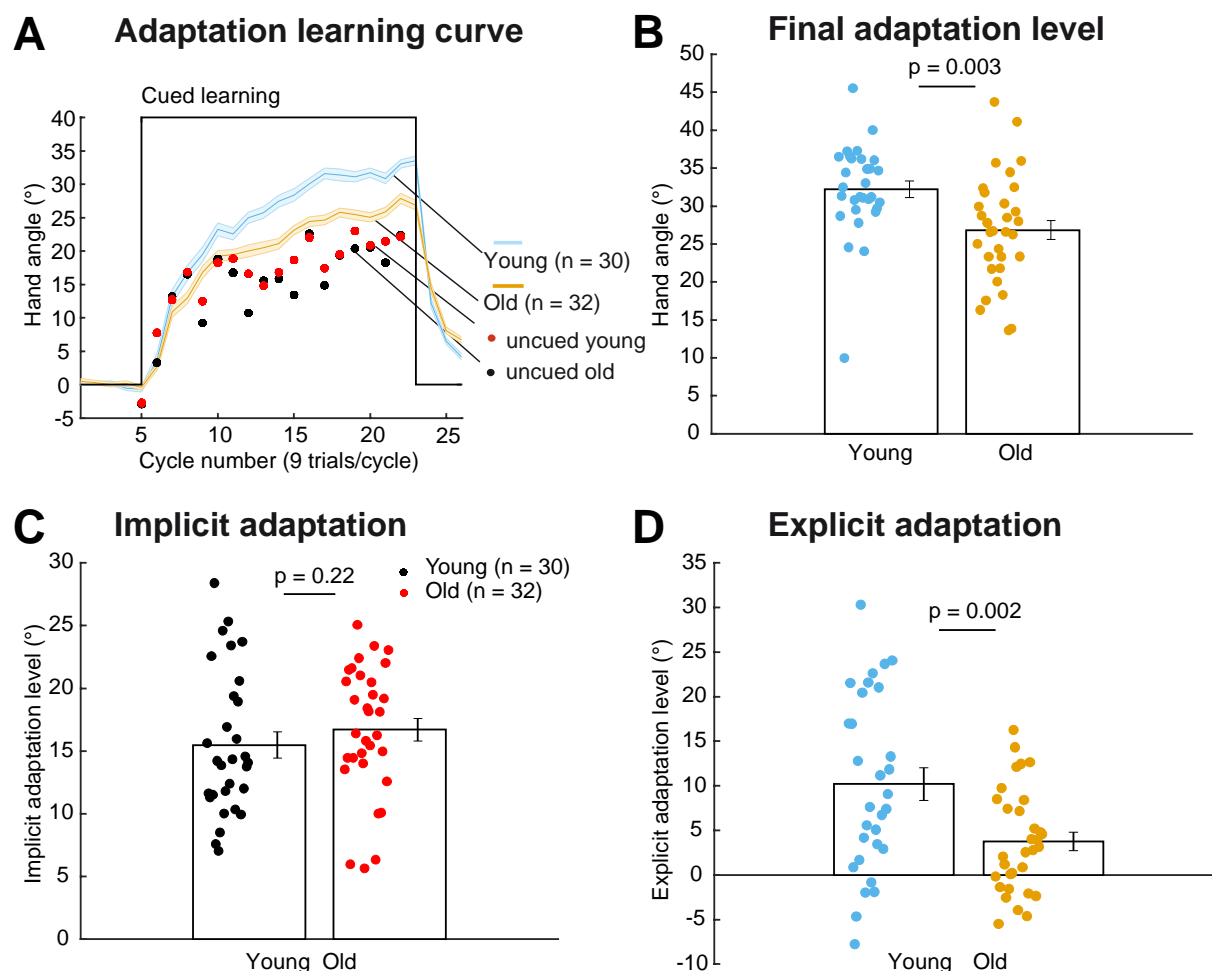 A Adaptation learning curve
Cued learning
Hand angle (°)
40
35
30
25
20
15
10
5
0
-5
5 10 15 20 25
Cycle number (9 trials/cycle)
Young (n = 30)
Old (n = 32)
uncued young
uncued old
B Final adaptation level
p = 0.003
Hand angle (°)
50
45
40
35
30
25
20
15
10
5
0
Young Old
C Implicit adaptation
Young (n = 30)
Old (n = 32)
p = 0.22
Implicit adaptation level (°)
30
25
20
15
10
5
0
Young Old
D Explicit adaptation
p = 0.002
Explicit adaptation level (°)
35
30
25
20
15
10
5
0
-5
-10
Young Old